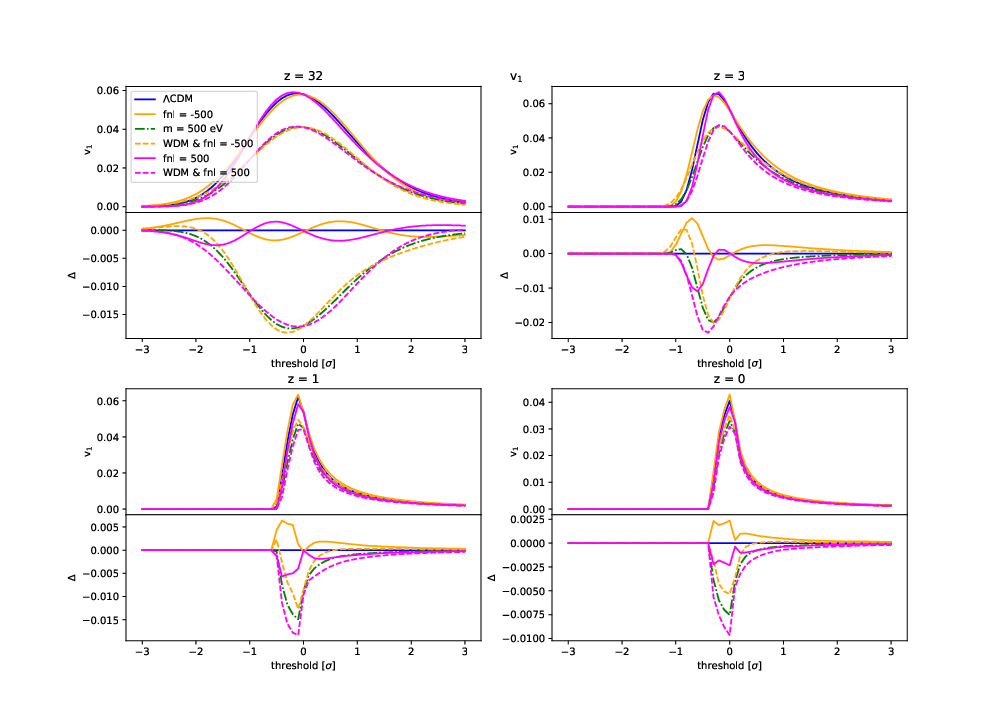 v₁
z = 32
0.06
0.04
0.02
0.00
v₁
ΛCDM
fnl = -500
m = 500 eV
WDM & fnl = -500
fnl = 500
WDM & fnl = 500
0.000
−0.005
−0.010
−0.015
Δ
−3 −2 −1 0 1 2 3
threshold [σ]
z = 3
0.06
0.04
0.02
0.00
v₁
0.01
0.00
−0.01
−0.02
Δ
−3 −2 −1 0 1 2 3
threshold [σ]
z = 1
0.06
0.04
0.02
0.00
v₁
0.005
0.000
−0.005
−0.010
−0.015
Δ
−3 −2 −1 0 1 2 3
threshold [σ]
z = 0
0.04
0.03
0.02
0.01
0.00
v₁
0.0025
0.0000
−0.0025
−0.0050
−0.0075
−0.0100
Δ
−3 −2 −1 0 1 2 3
threshold [σ]